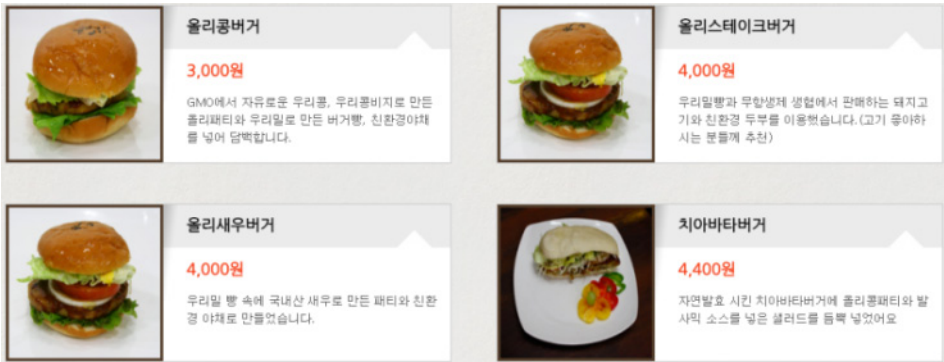 올리콩버거
3,000원
GMO에서 자유로운 우리콩, 우리콩비지로 만든
올리패티와 우리밀로 만든 버거빵, 친환경야채
를 넣어 담백합니다.
올리스테이크버거
4,000원
우리밀빵과 무항생제 생협에서 판매하는 돼지고
기와 친환경 두부를 이용했습니다.(고기 좋아하
시는 분들께 추천)
올리새우버거
4,000원
우리밀 빵 속에 국내산 새우로 만든 패티와 친환
경 야채로 만들었습니다.
치아바타버거
4,400원
자연발효 시킨 치아바타버거에 올리콩패티와 발
사믹 소스를 넣은 샐러드를 듬뿍 넣었어요